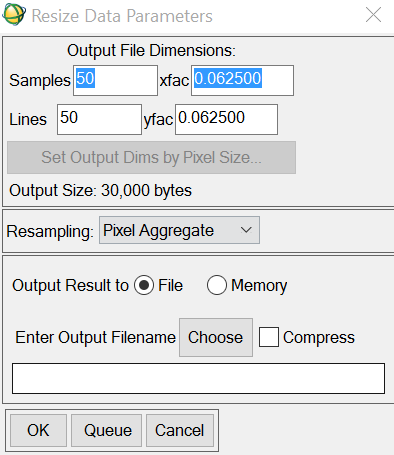 Resize Data Parameters
Output File Dimensions:
Samples 50 xfac 0.062500
Lines 50 yfac 0.062500
Set Output Dims by Pixel Size...
Output Size: 30,000 bytes
Resampling: Pixel Aggregate
Output Result to File Memory
Enter Output Filename Choose Compress
OK Queue Cancel